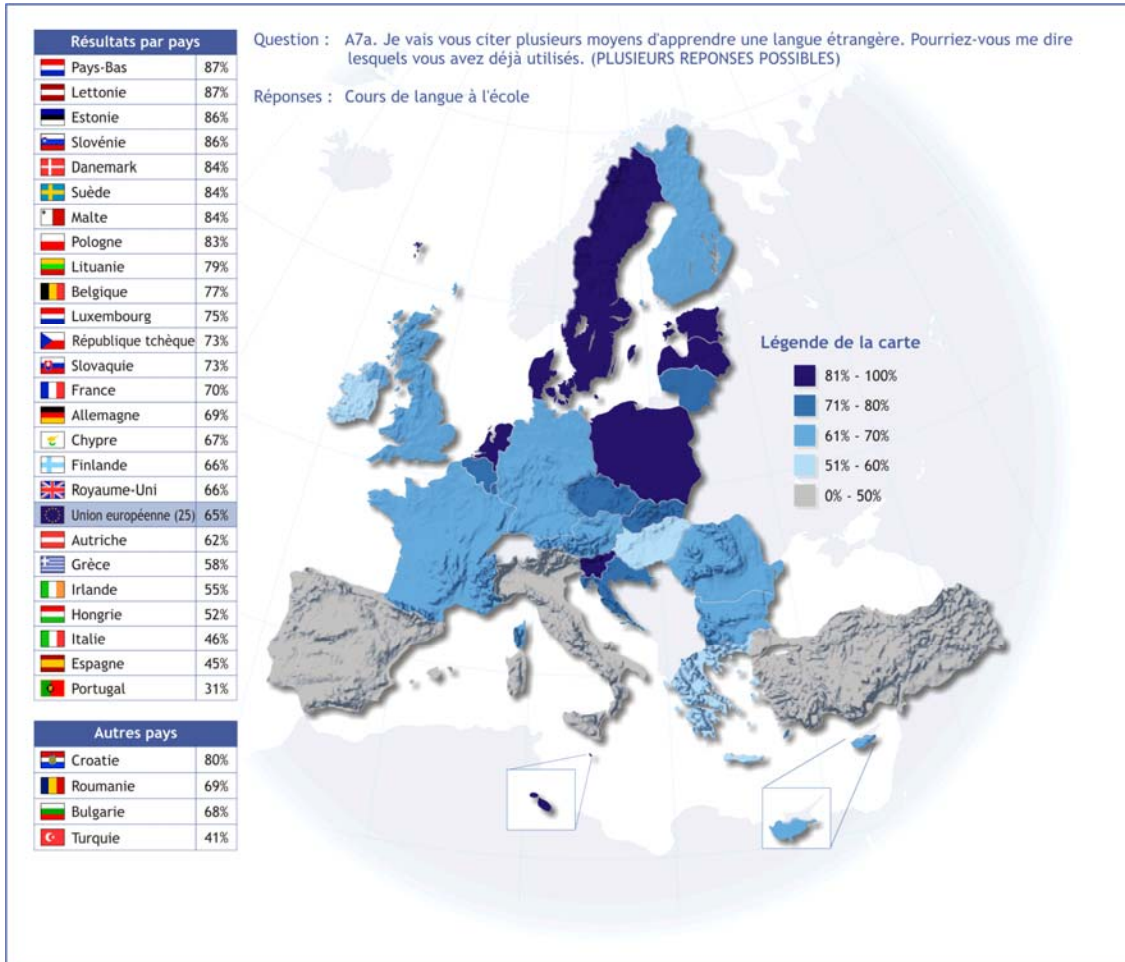 Question : A7a. Je vais vous citer plusieurs moyens d'apprendre une langue étrangère. Pourriez-vous me dire
lesquels vous avez déjà utilisés. (PLUSIEURS REPONSES POSSIBLES)
Réponses : Cours de langue à l'école
Résultats par pays
Pays-Bas 87%
Lettonie 87%
Estonie 86%
Slovénie 86%
Danemark 84%
Suède 84%
Malte 84%
Pologne 83%
Lituanie 79%
Belgique 77%
Luxembourg 75%
République tchèque 73%
Slovaquie 73%
France 70%
Allemagne 69%
Chypre 67%
Finlande 66%
Royaume-Uni 66%
Union européenne (25) 65%
Autriche 62%
Grèce 58%
Irlande 55%
Hongrie 52%
Italie 46%
Espagne 45%
Portugal 31%
Autres pays
Croatie 80%
Roumanie 69%
Bulgarie 68%
Turquie 41%
Légende de la carte
81% - 100%
71% - 80%
61% - 70%
51% - 60%
0% - 50%